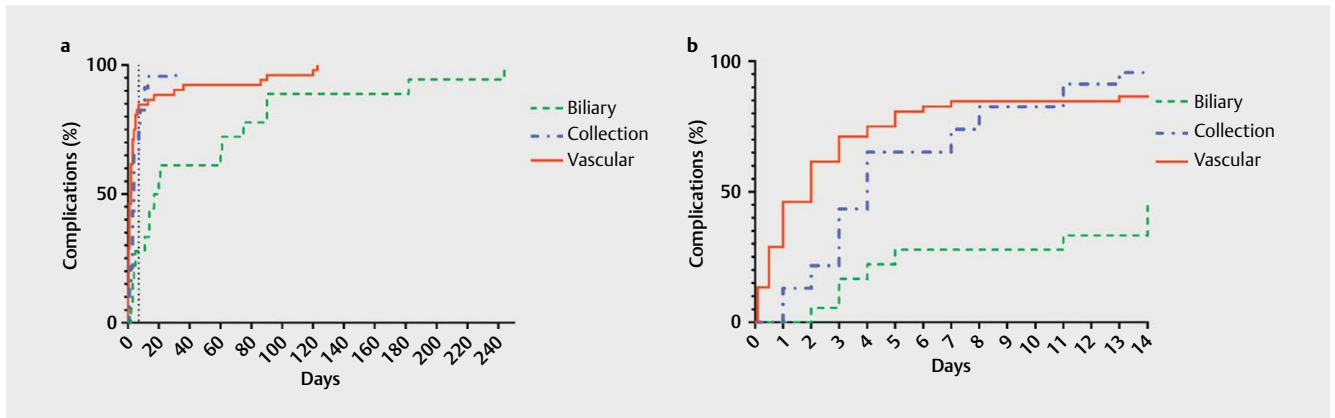 a
100
50
0
Complications (%)
0 20 40 60 80 100 120 140 160 180 200 220 240
Days
Biliary
Collection
Vascular
b
100
50
0
Complications (%)
0 1 2 3 4 5 6 7 8 9 10 11 12 13 14
Days
Biliary
Collection
Vascular